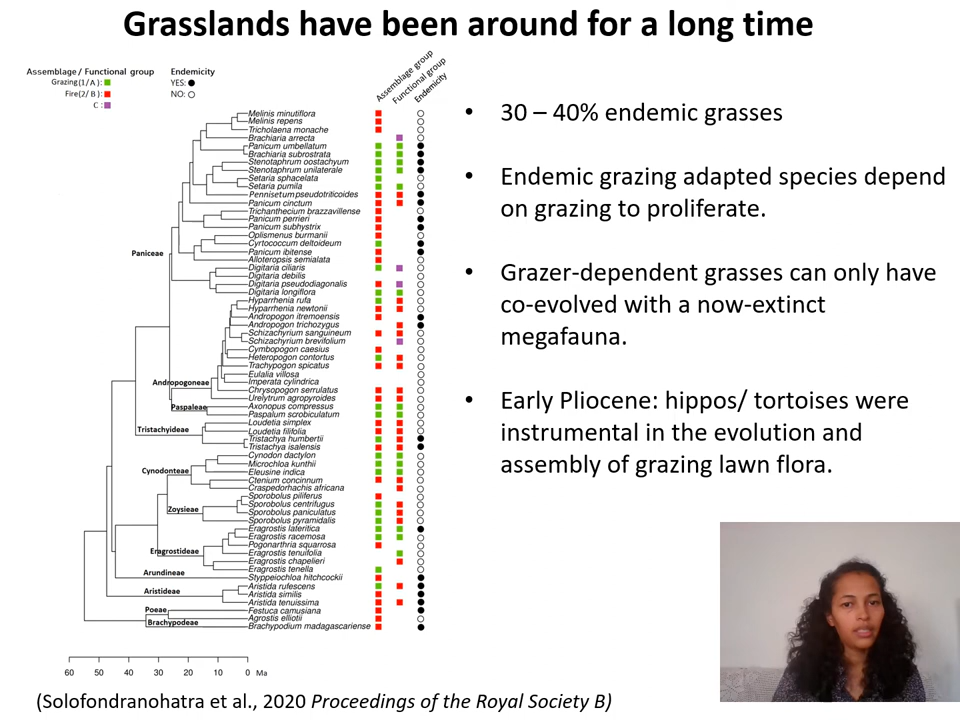 Grasslands have been around for a long time
Assemblage / Functional group
Grazing(1/A):
Fire(2/ B):
C :
Endemicity
YES:
NO:
Assemblage group
Functional group
Endemicity
Melinis minutiflora
Melinis repens
Tricholaena monache
Brachiaria arrecta
Panicum umbellatum
Brachiaria subrostrata
Stenotaphrum oostachyum
Stenotaphrum unilaterale
Setaria sphacelata
Setaria pumila
Pennisetum pseudotriticoides
Panicum cinctum
Trichanthecium brazzavillense
Panicum perrieri
Panicum subhystrix
Oplismenus burmanii
Cyrtococcum deltoideum
Panicum ibitense
Alloteropsis semialata
Digitaria ciliaris
Digitaria debilis
Digitaria pseudodiagonalis
Digitaria longiflora
Hyparrhenia rufa
Hyparrhenia newtonii
Andropogon itremoensis
Andropogon trichozygus
Schizachyrium sanguineum
Schizachyrium brevifolium
Cymbopogon caesius
Heteropogon contortus
Trachypogon spicatus
Eulalia villosa
Imperata cylindrica
Chrysopogon serrulatus
Urelytrum agropyroides
Axonopus compressus
Paspalum scrobiculatum
Loudetia simplex
Loudetia filifolia
Tristachya humbertii
Tristachya isalensis
Cynodon dactylon
Microchloa kunthii
Eleusine indica
Ctenium concinnum
Craspedorhachis africana
Sporobolus piliferus
Sporobolus centrifugus
Sporobolus paniculatus
Sporobolus pyramidalis
Eragrostis lateritica
Eragrostis racemosa
Pogonarthria squarrosa
Eragrostis tenuifolia
Eragrostis chapelieri
Eragrostis tenella
Styppeiochloa hitchcockii
Aristida rufescens
Aristida similis
Aristida tenuissima
Festuca camusiana
Agrostis elliotii
Brachypodium madagascariense
Paniceae
Andropogoneae
Paspaleae
Tristachyideae
Cynodonteae
Zoysieae
Eragrostideae
Arundineae
Aristideae
Poeae
Brachypodeae
60 50 40 30 20 10 0 Ma
• 30 – 40% endemic grasses
• Endemic grazing adapted species depend
on grazing to proliferate.
• Grazer-dependent grasses can only have
co-evolved with a now-extinct
megafauna.
• Early Pliocene: hippos/ tortoises were
instrumental in the evolution and
assembly of grazing lawn flora.
(Solofondranohatra et al., 2020 Proceedings of the Royal Society B)